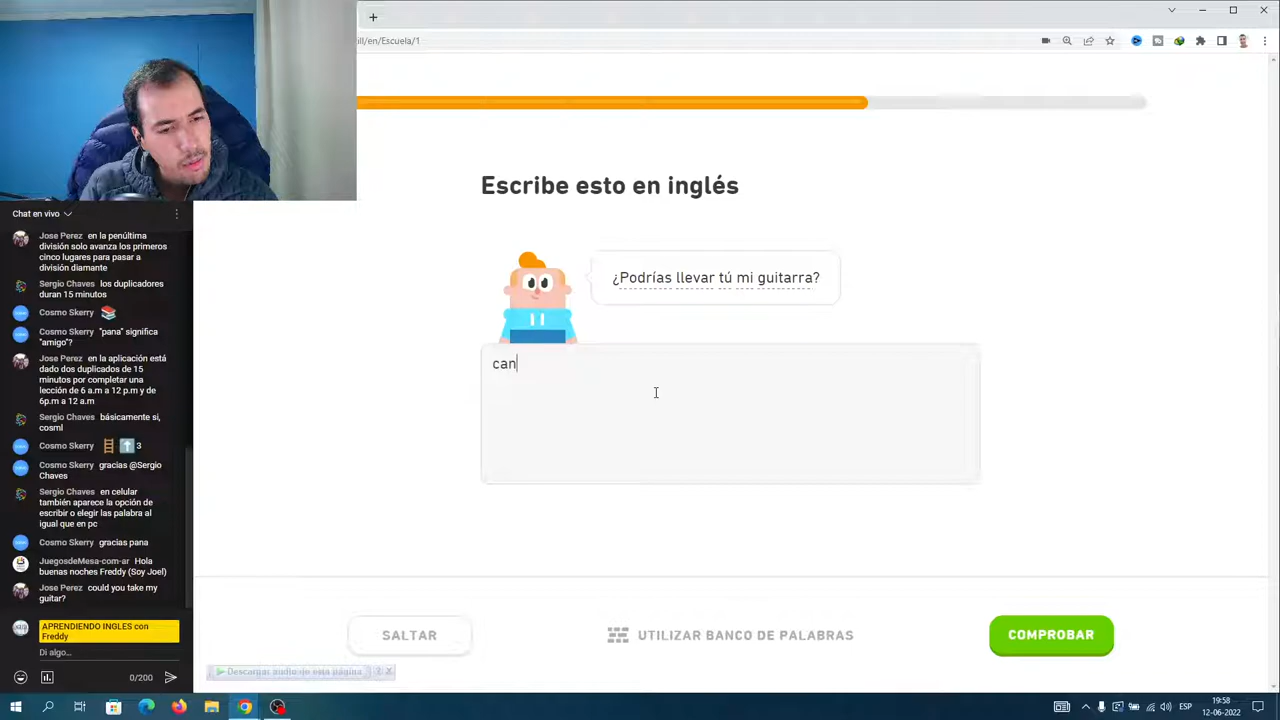 ill/en/Escuela/1
Escribe esto en inglés
¿Podrías llevar tú mi guitarra?
can
SALTAR
UTILIZAR BANCO DE PALABRAS
COMPROBAR
Chat en vivo
Jose Perez en la penúltima
división solo avanza los primeros
cinco lugares para pasar a
división diamante
Sergio Chaves los duplicadores
duran 15 minutos
Cosmo Skerry
Cosmo Skerry "pana" significa
"amigo"?
Jose Perez en la aplicación está
dado dos duplicados de 15
minutos por completar una
lección de 6 a.m a 12 p.m y de
6p.m a 12 a.m
Sergio Chaves básicamente si,
cosml
Cosmo Skerry 3
Cosmo Skerry gracias @Sergio
Chaves
Sergio Chaves en celular
también aparece la opción de
escribir o elegir las palabra al
igual que en pc
Cosmo Skerry gracias pana
JuegosdeMesa-com-ar Hola
buenas noches Freddy (Soy Joel)
Jose Perez could you take my
guitar?
APRENDIENDO INGLES con
Freddy
Di algo...
0/200
Descargar audio de esta página ? x
ESP
19:58
12-06-2022